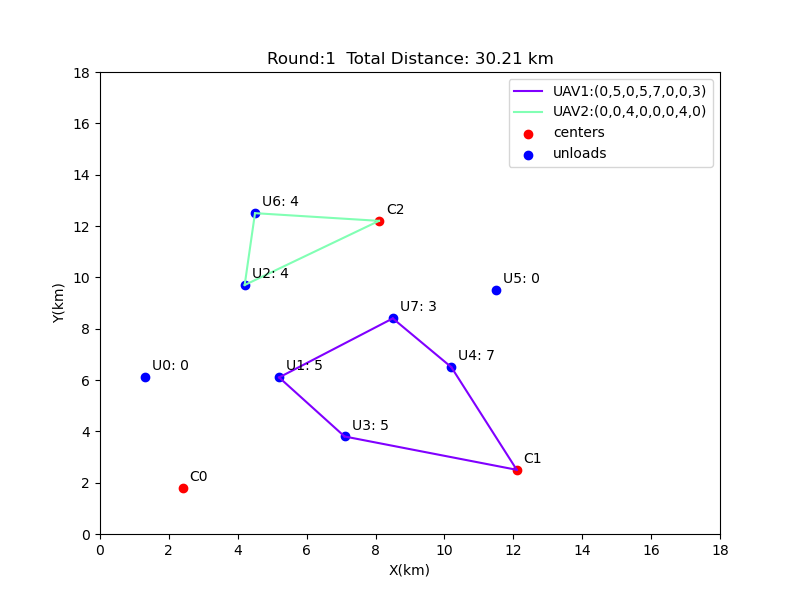 Round:1  Total Distance: 30.21 km
UAV1:(0,5,0,5,7,0,0,3)
UAV2:(0,0,4,0,0,0,4,0)
centers
unloads
U6: 4
C2
U2: 4
U5: 0
U7: 3
U4: 7
U0: 0
U1: 5
U3: 5
C1
C0
18
16
14
12
10
8
6
4
2
0
Y(km)
0 2 4 6 8 10 12 14 16 18
X(km)